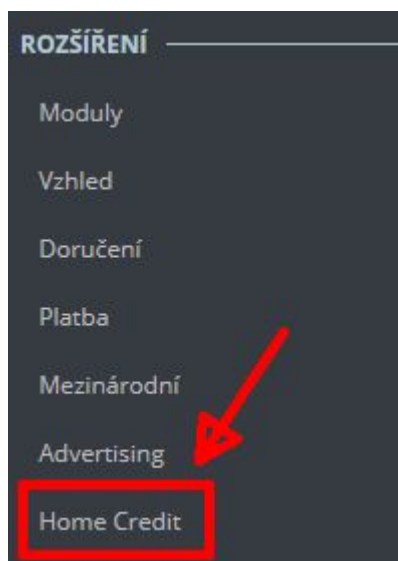 ROZŠÍŘENÍ
Moduly
Vzhled
Doručení
Platba
Mezinárodní
Advertising
Home Credit